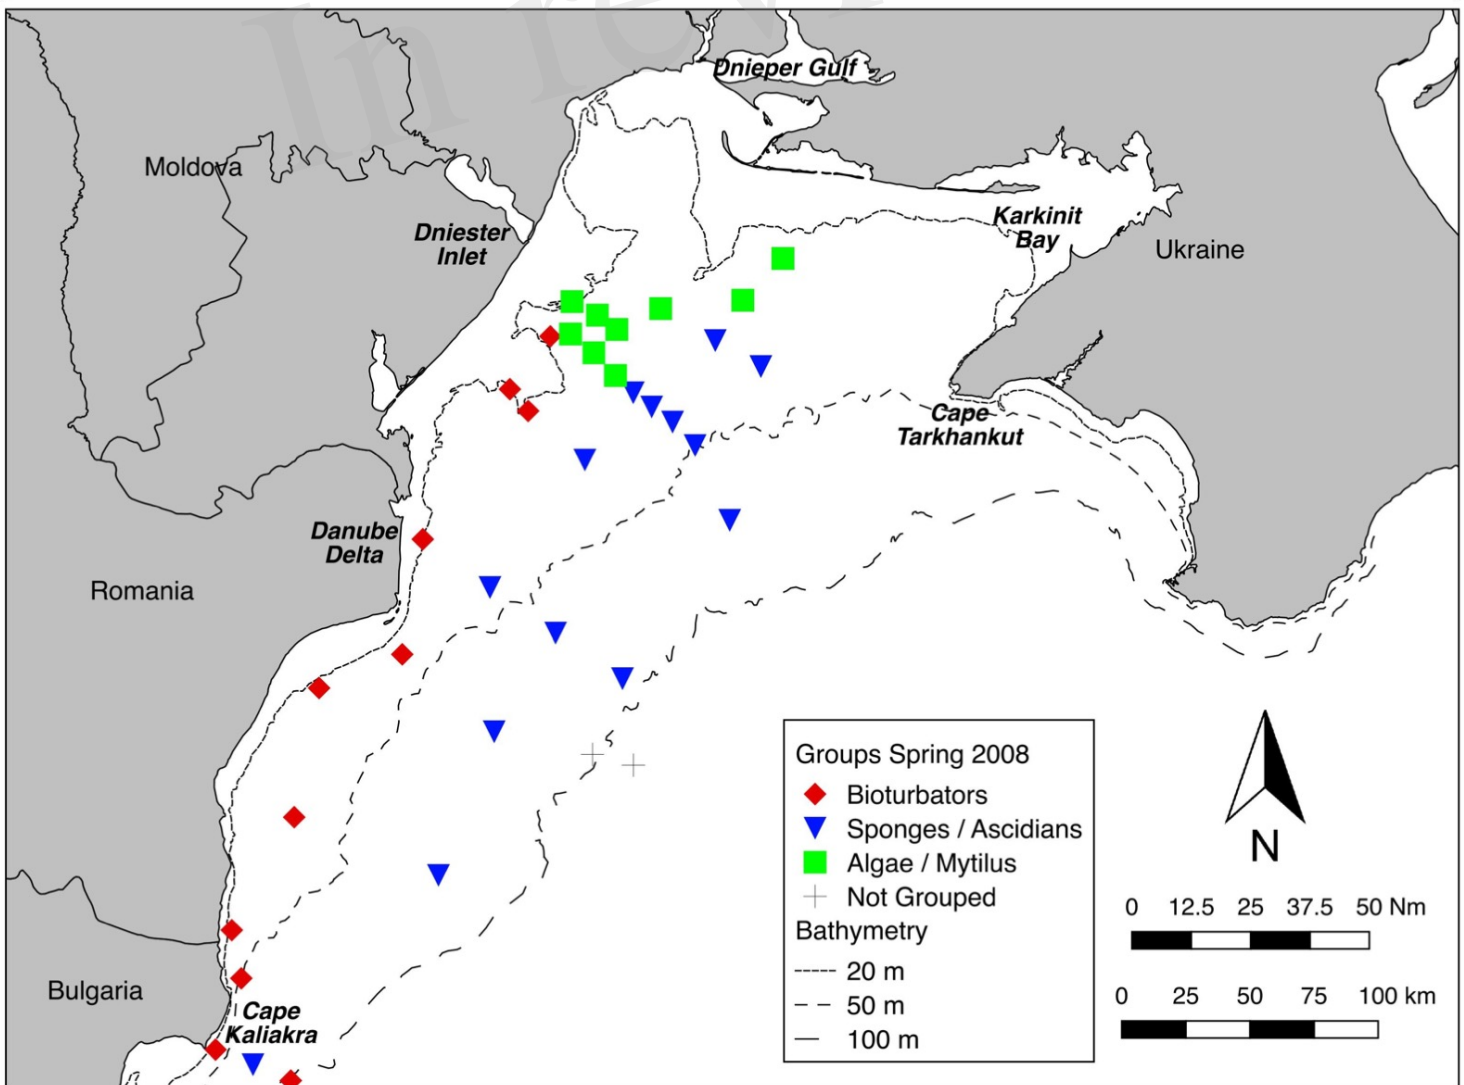 In rev
Dnieper Gulf
Moldova
Dniester
Inlet
Karkinit
Bay
Ukraine
Cape
Tarkhankut
Danube
Delta
Romania
Groups Spring 2008
Bioturbators
Sponges / Ascidians
Algae / Mytilus
Not Grouped
Bathymetry
20 m
50 m
100 m
N
0 12.5 25 37.5 50 Nm
0 25 50 75 100 km
Bulgaria
Cape
Kaliakra